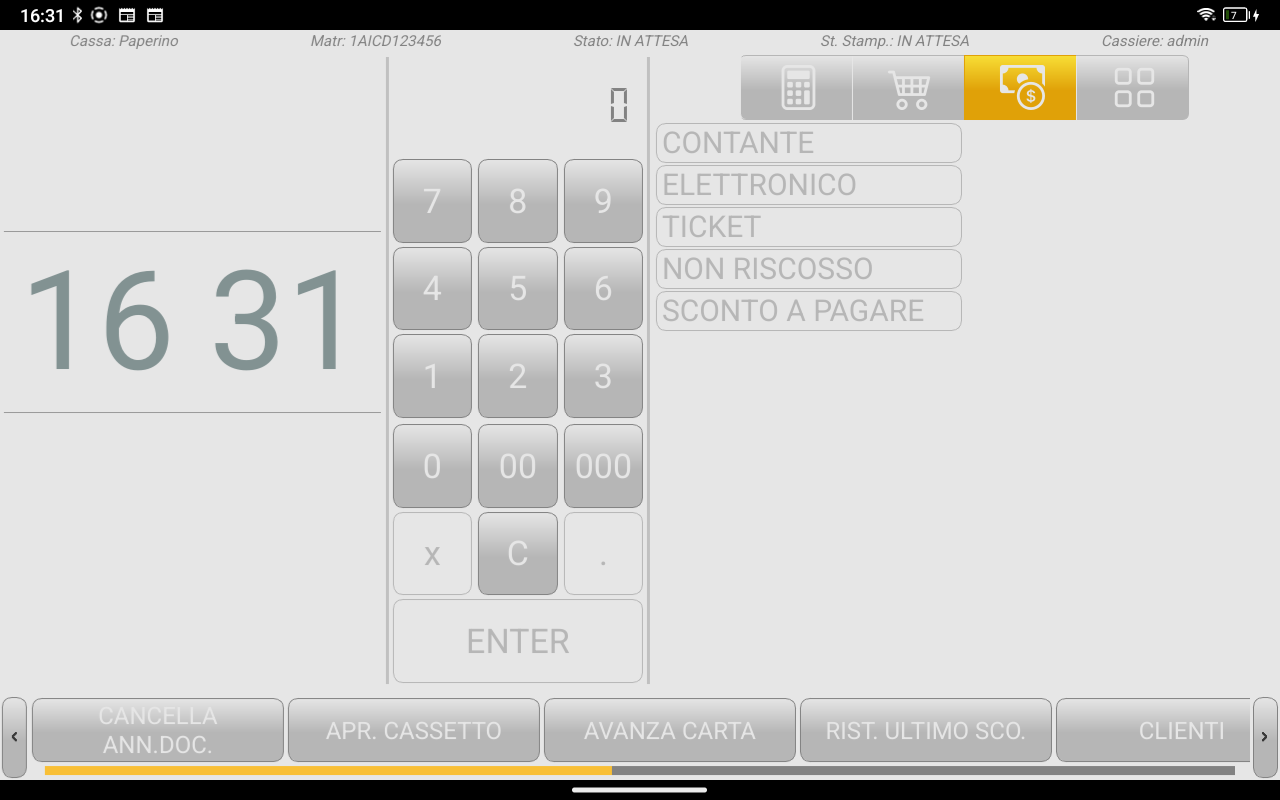 16:31
7
Cassa: Paperino
Matr: 1AICD123456
Stato: IN ATTESA
St. Stamp.: IN ATTESA
Cassiere: admin
0
$
16 31
7 8 9
4 5 6
1 2 3
0 00 000
x C .
ENTER
CONTANTE
ELETTRONICO
TICKET
NON RISCOSSO
SCONTO A PAGARE
CANCELLA
ANN.DOC.
APR. CASSETTO
AVANZA CARTA
RIST. ULTIMO SCO.
CLIENTI